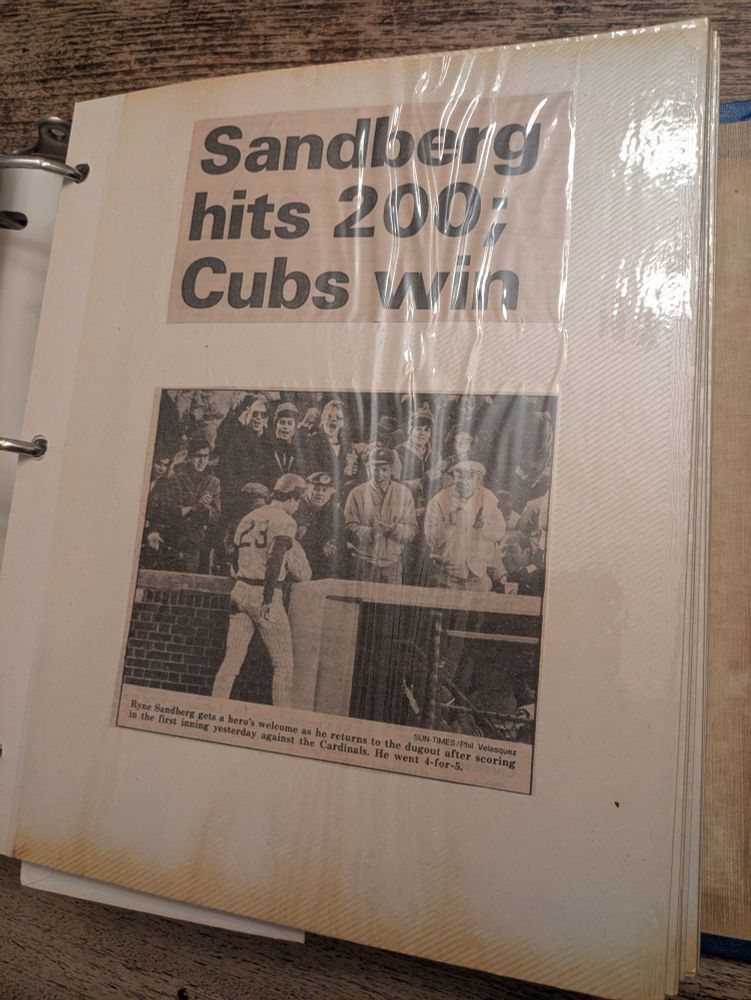 Sandberg
hits 200;
Cubs win
23
SUN-TIMES/Phil Velasquez
Ryne Sandberg gets a hero's welcome as he returns to the dugout after scoring
in the first inning yesterday against the Cardinals. He went 4-for-5.